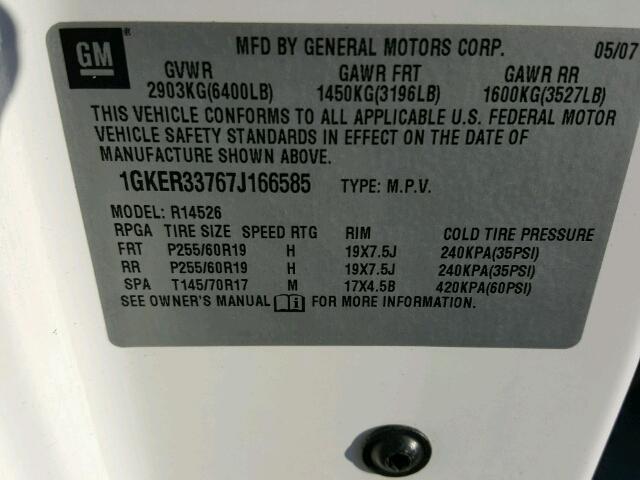 GM ®
MFD BY GENERAL MOTORS CORP. 05/07
GVWR GAWR FRT GAWR RR
2903KG(6400LB) 1450KG(3196LB) 1600KG(3527LB)
THIS VEHICLE CONFORMS TO ALL APPLICABLE U.S. FEDERAL MOTOR
VEHICLE SAFETY STANDARDS IN EFFECT ON THE DATE OF
MANUFACTURE SHOWN ABOVE.
1GKER33767J166585 TYPE: M.P.V.
MODEL: R14526
RPGA TIRE SIZE SPEED RTG RIM COLD TIRE PRESSURE
FRT P255/60R19 H 19X7.5J 240KPA(35PSI)
RR P255/60R19 H 19X7.5J 240KPA(35PSI)
SPA T145/70R17 M 17X4.5B 420KPA(60PSI)
SEE OWNER'S MANUAL FOR MORE INFORMATION.